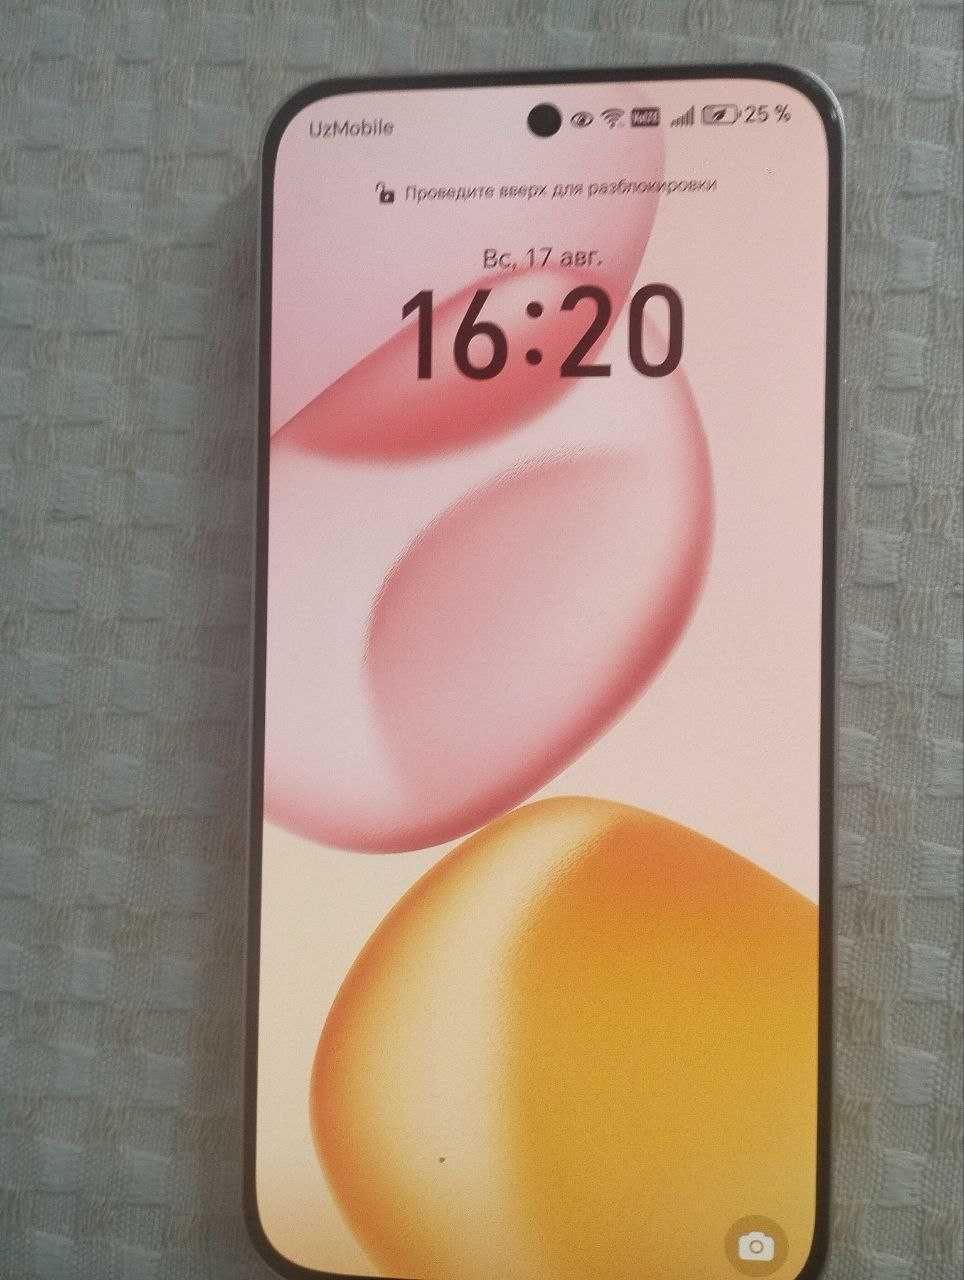 UzMobile 25 %
Проведите вверх для разблокировки
Вс, 17 авг.
16:20